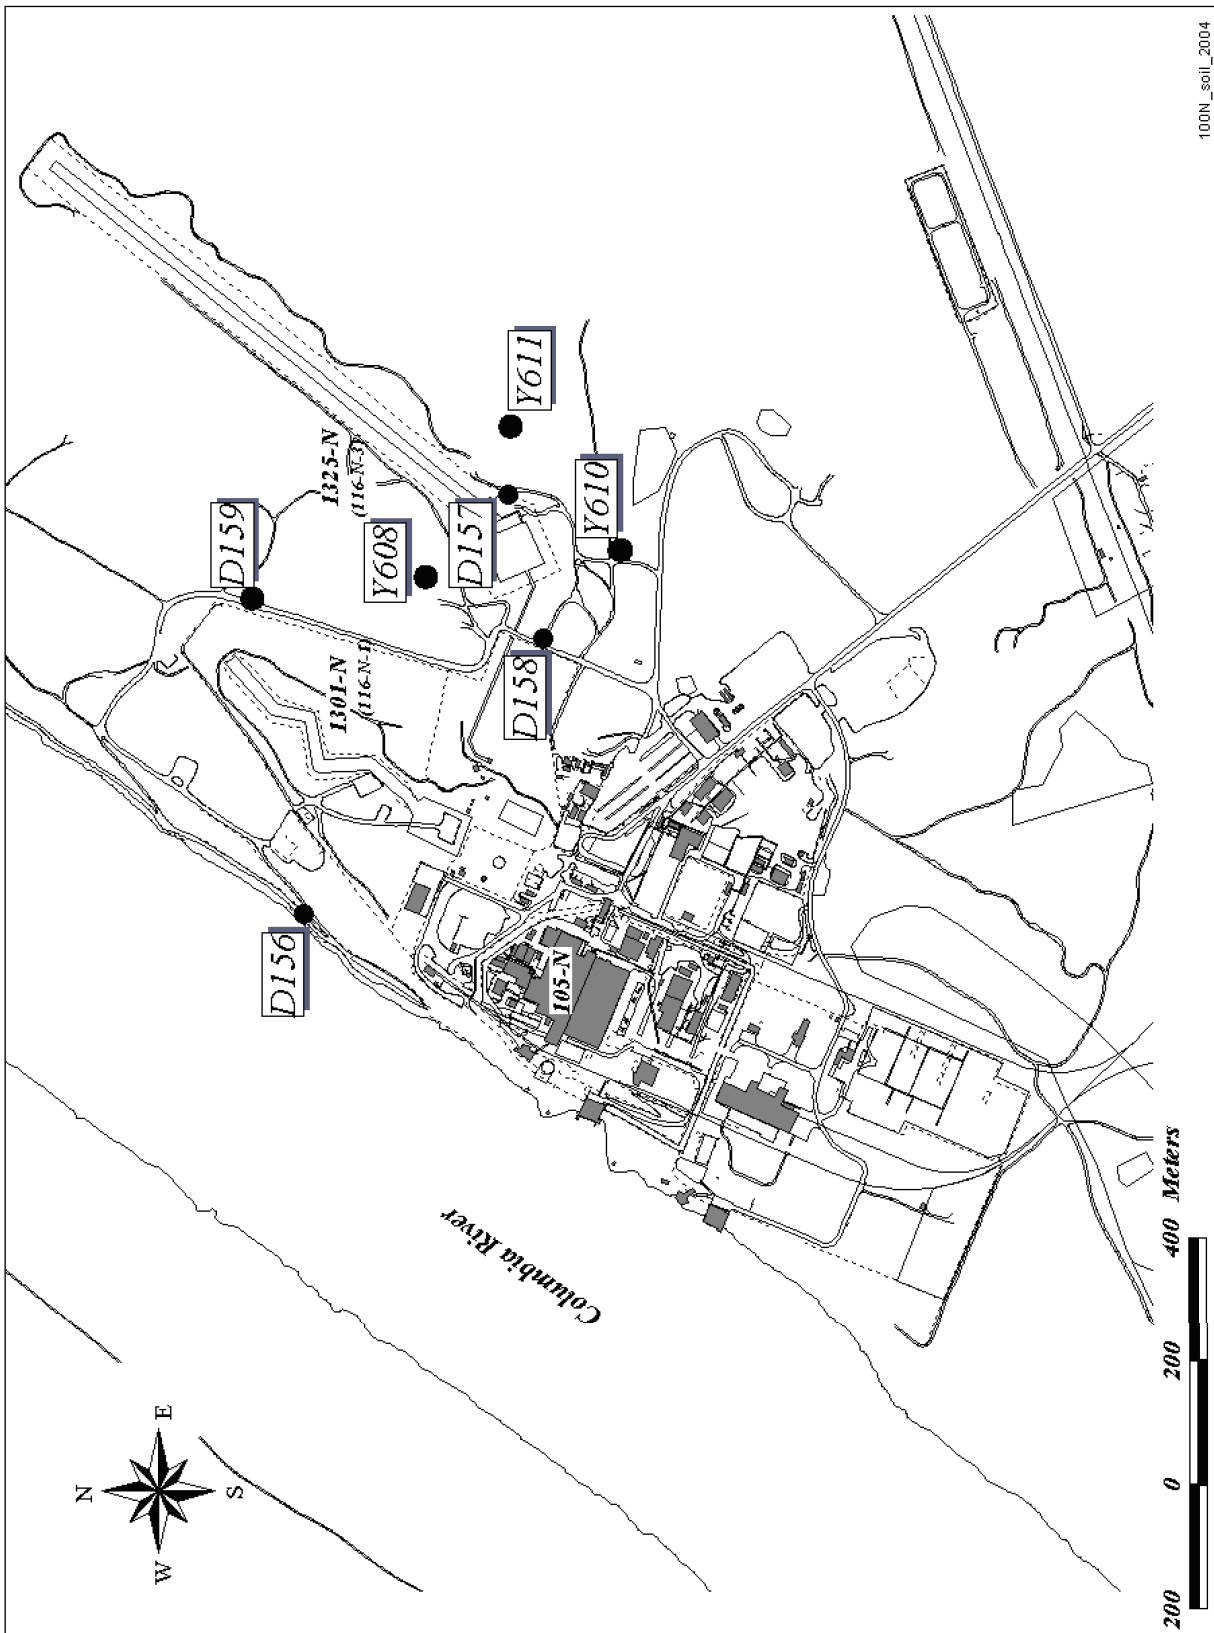 100N_soil_2004
D159
1325-N
(116-N-3)
Y611
Y608
D157
Y610
1301-N
(116-N-1)
D158
D156
105-N
Columbia River
N
W
E
S
200 0 200 400 Meters